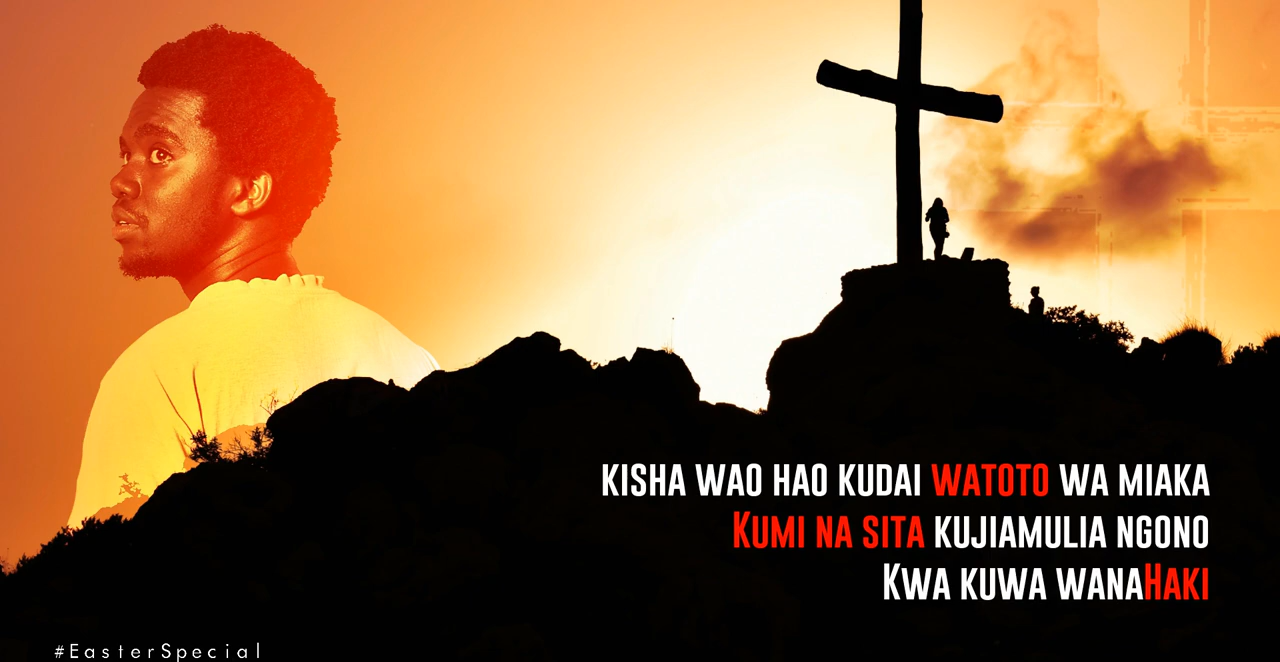 KISHA WAO HAO KUDAI WATOTO WA MIAKA
KUMI NA SITA KUJIAMULIA NGONO
KWA KUWA WANAHAKI
#EasterSpecial